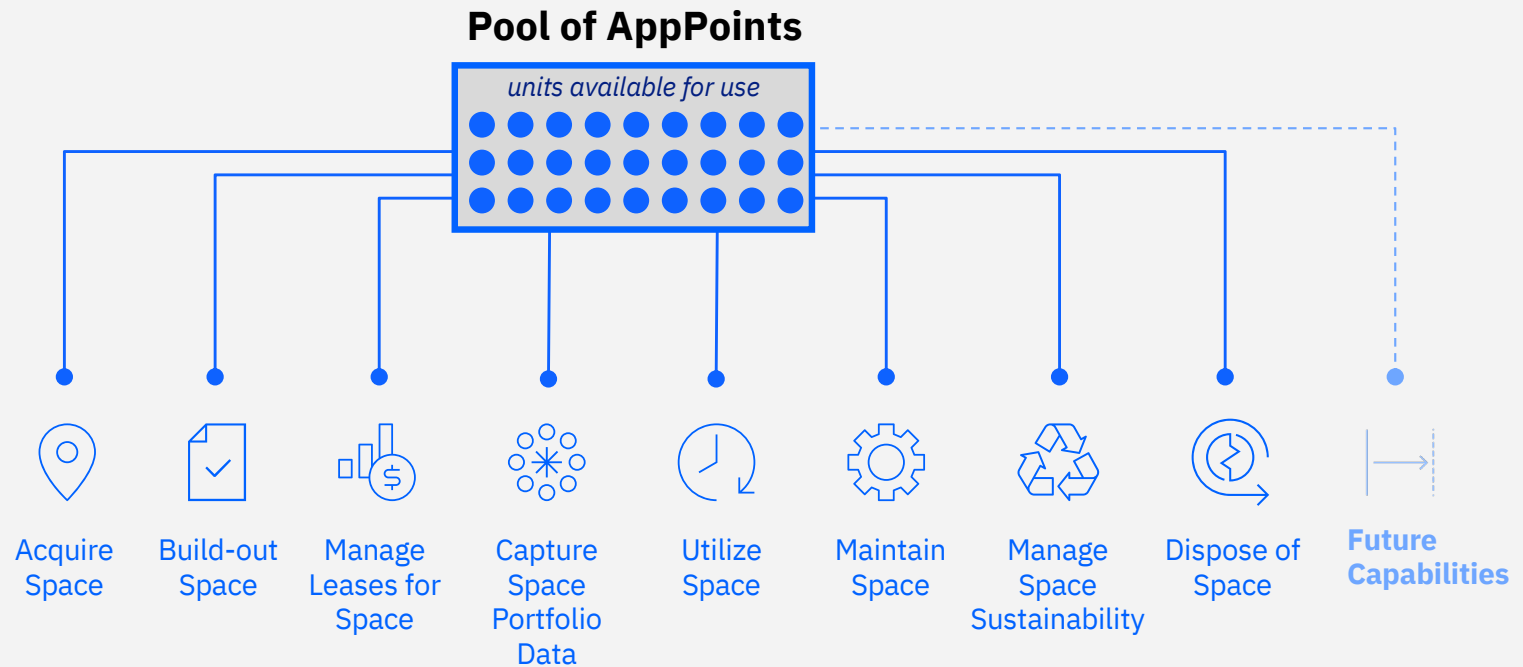 Pool of AppPoints
units available for use
$
Acquire
Space
Build-out
Space
Manage
Leases for
Space
Capture
Space
Portfolio
Data
Utilize
Space
Maintain
Space
Manage
Space
Sustainability
Dispose of
Space
Future
Capabilities